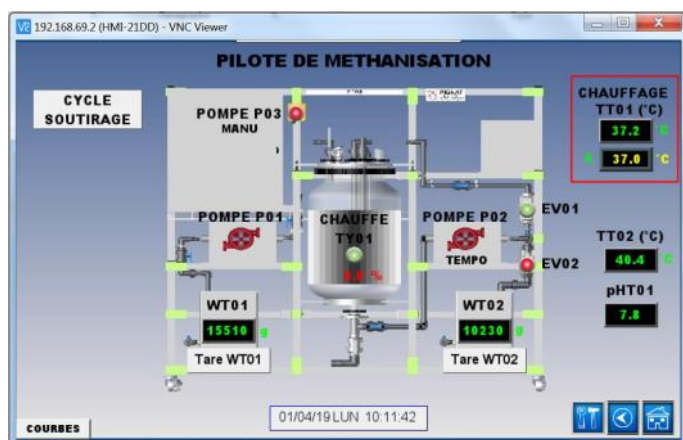 192.168.69.2 (HMI-21DD) - VNC Viewer
PILOTE DE METHANISATION
CYCLE
SOUTIRAGE
POMPE P03
MANU
CHAUFFAGE
TT01 (°C)
37.2 C
A 37.0 °C
POMPE P01
CHAUFFE
TY01
0.0 %
POMPE P02
TEMPO
EV01
EV02
TT02 (°C)
40.4 °C
pHT01
7.8
WT01
15510 g
Tare WT01
WT02
10230 g
Tare WT02
01/04/19 LUN 10:11:42
COURBES